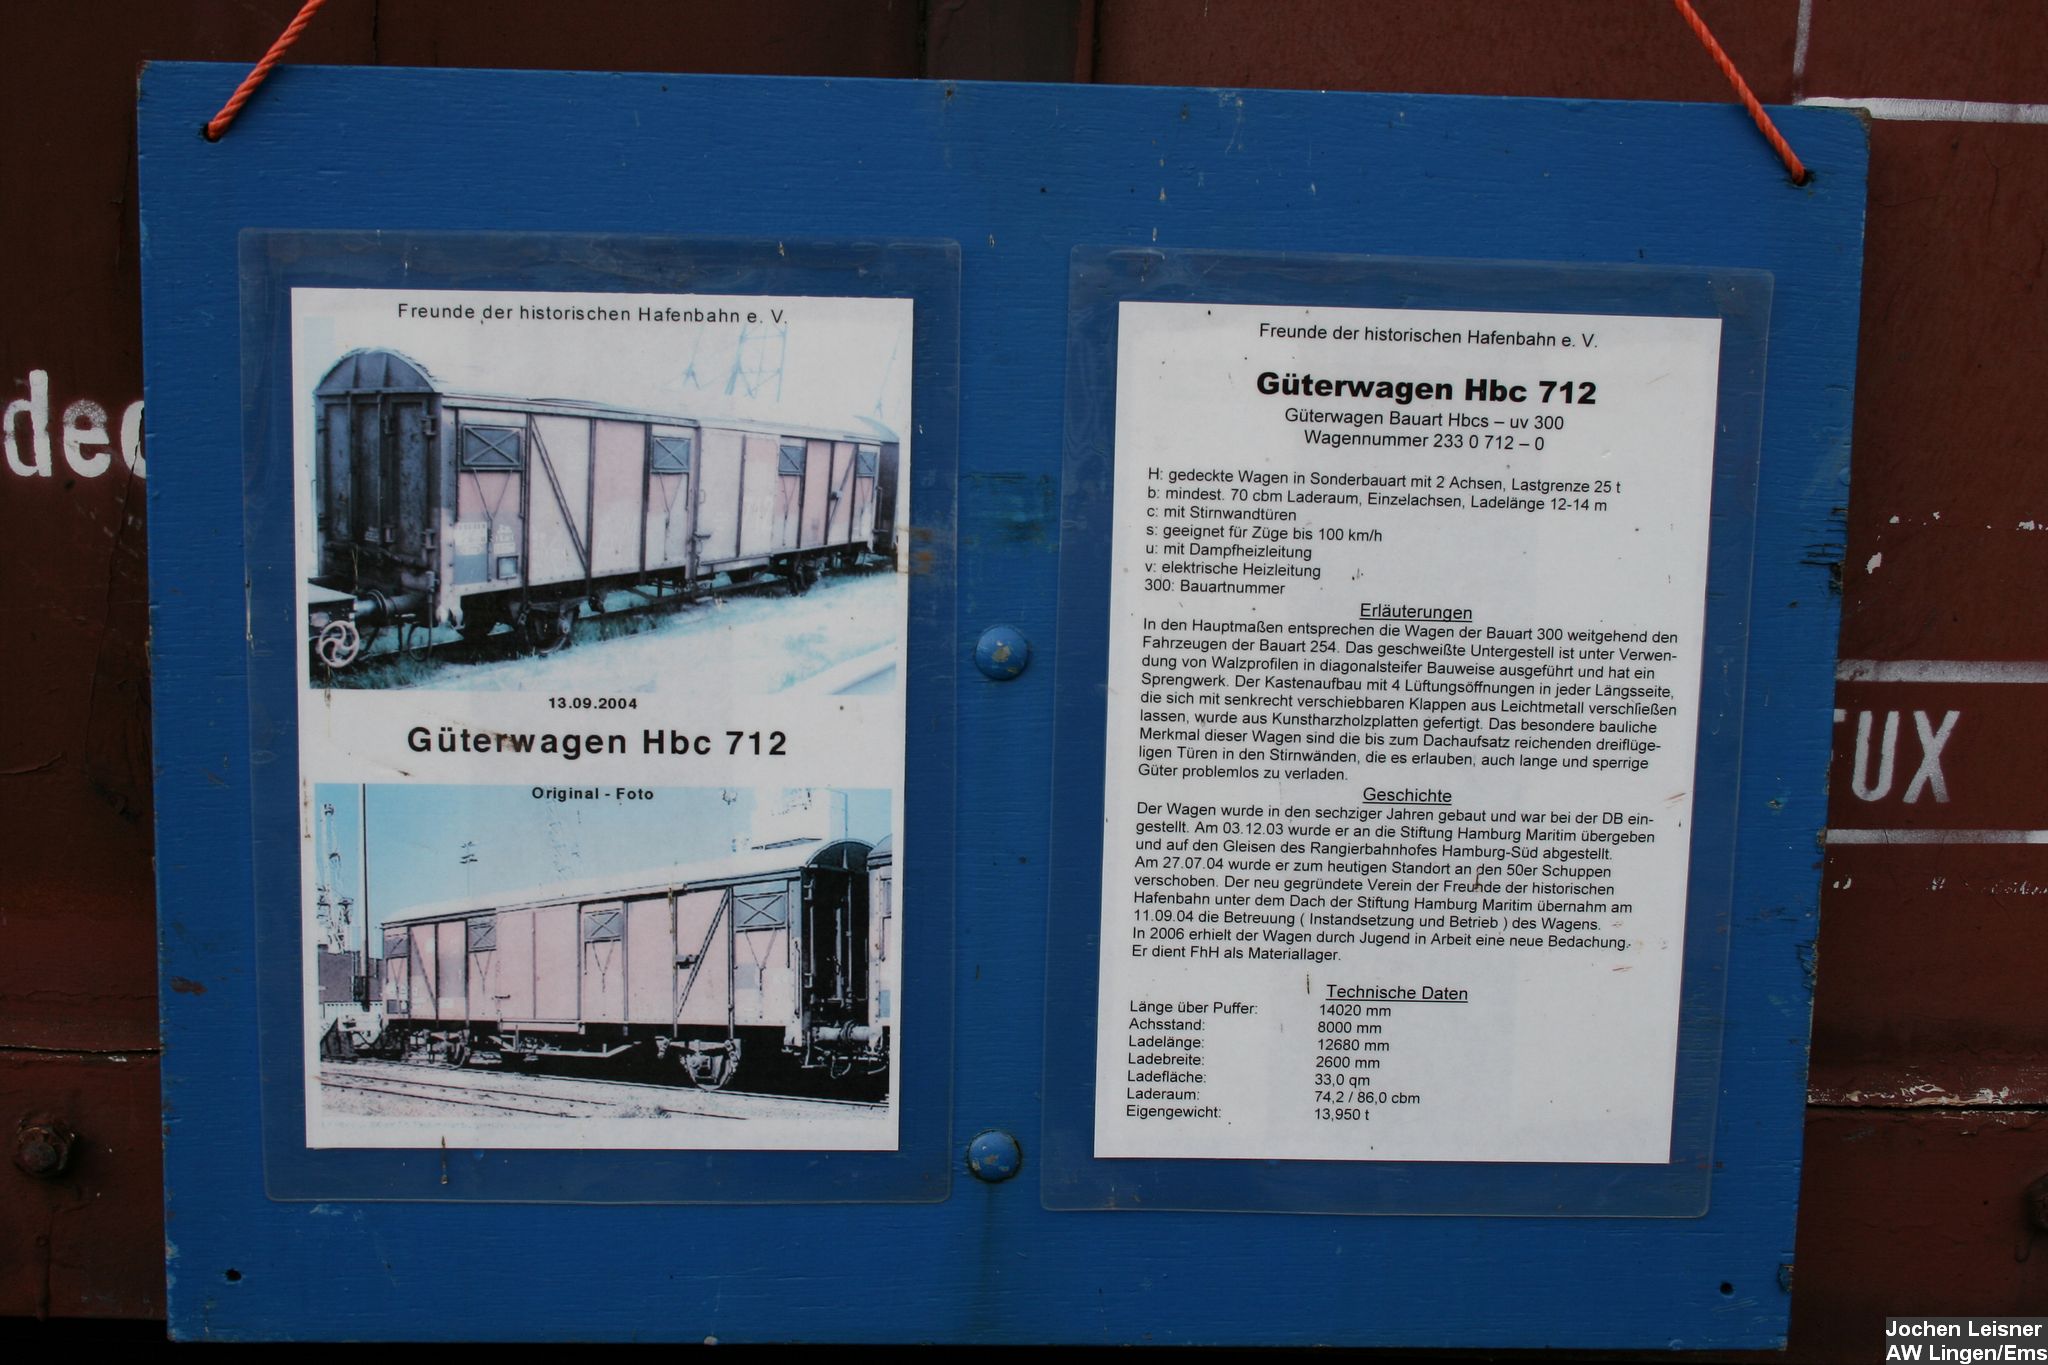 Freunde der historischen Hafenbahn e. V.
13.09.2004
Güterwagen Hbc 712
Original - Foto
Freunde der historischen Hafenbahn e. V.
Güterwagen Hbc 712
Güterwagen Bauart Hbcs – uv 300
Wagennummer 233 0 712 – 0
H: gedeckte Wagen in Sonderbauart mit 2 Achsen, Lastgrenze 25 t
b: mindest. 70 cbm Laderaum, Einzelachsen, Ladelänge 12-14 m
c: mit Stirnwandtüren
s: geeignet für Züge bis 100 km/h
u: mit Dampfheizleitung
v: elektrische Heizleitung
300: Bauartnummer
Erläuterungen
In den Hauptmaßen entsprechen die Wagen der Bauart 300 weitgehend den
Fahrzeugen der Bauart 254. Das geschweißte Untergestell ist unter Verwen-
dung von Walzprofilen in diagonalsteifer Bauweise ausgeführt und hat ein
Sprengwerk. Der Kastenaufbau mit 4 Lüftungsöffnungen in jeder Längsseite,
die sich mit senkrecht verschiebbaren Klappen aus Leichtmetall verschließen
lassen, wurde aus Kunstharzholzplatten gefertigt. Das besondere bauliche
Merkmal dieser Wagen sind die bis zum Dachaufsatz reichenden dreiflüge-
ligen Türen in den Stirnwänden, die es erlauben, auch lange und sperrige
Güter problemlos zu verladen.
Geschichte
Der Wagen wurde in den sechziger Jahren gebaut und war bei der DB ein-
gestellt. Am 03.12.03 wurde er an die Stiftung Hamburg Maritim übergeben
und auf den Gleisen des Rangierbahnhofes Hamburg-Süd abgestellt.
Am 27.07.04 wurde er zum heutigen Standort an den 50er Schuppen
verschoben. Der neu gegründete Verein der Freunde der historischen
Hafenbahn unter dem Dach der Stiftung Hamburg Maritim übernahm am
11.09.04 die Betreuung ( Instandsetzung und Betrieb ) des Wagens.
In 2006 erhielt der Wagen durch Jugend in Arbeit eine neue Bedachung.
Er dient FhH als Materiallager.
Technische Daten
Länge über Puffer: 14020 mm
Achsstand: 8000 mm
Ladelänge: 12680 mm
Ladebreite: 2600 mm
Ladefläche: 33,0 qm
Laderaum: 74,2 / 86,0 cbm
Eigengewicht: 13,950 t
Jochen Leisner
AW Lingen/Ems